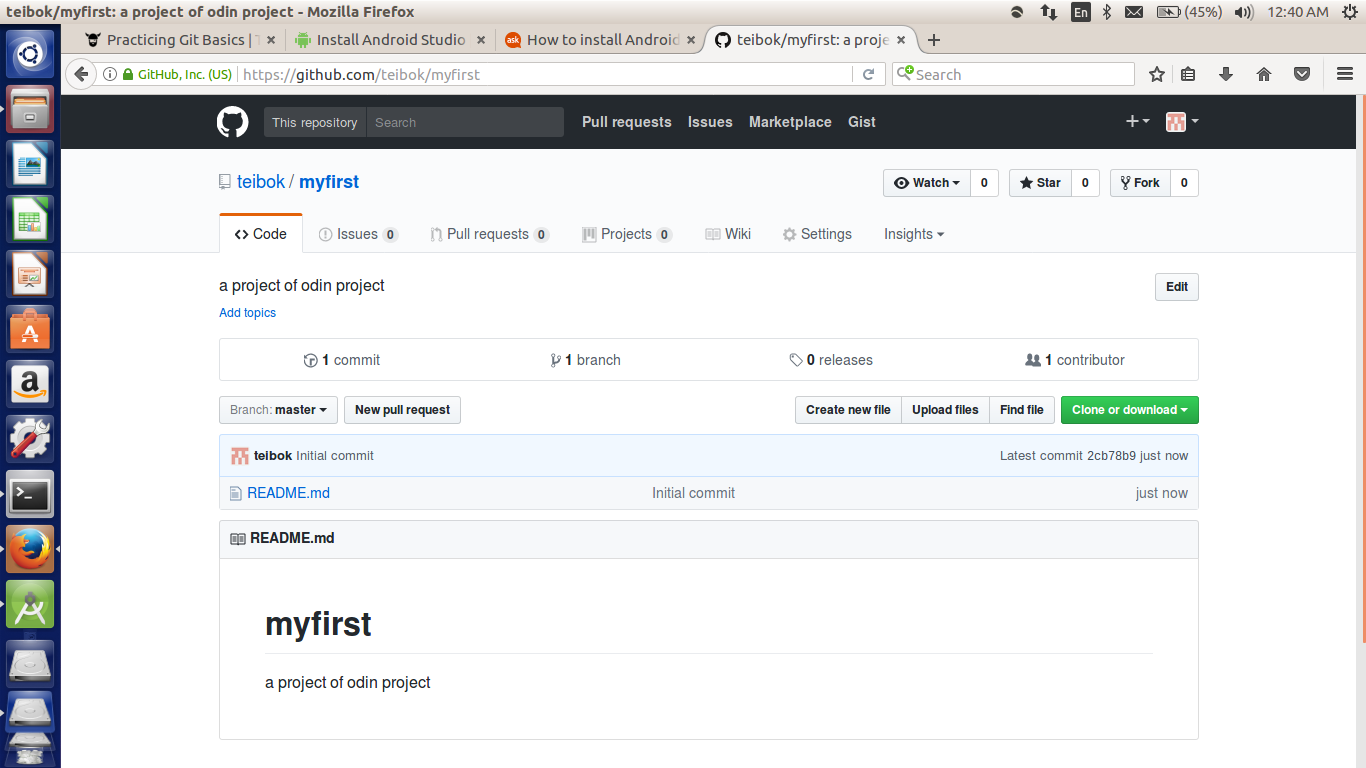 teibok/myfirst: a project of odin project - Mozilla Firefox
En (45%) 12:40 AM
Practicing Git Basics | T Install Android Studio ask How to install Android teibok/myfirst: a proje
GitHub, Inc. (US) https://github.com/teibok/myfirst Search
This repository Search Pull requests Issues Marketplace Gist
teibok / myfirst Watch 0 Star 0 Fork 0
Code Issues 0 Pull requests 0 Projects 0 Wiki Settings Insights
a project of odin project Edit
Add topics
1 commit 1 branch 0 releases 1 contributor
Branch: master New pull request Create new file Upload files Find file Clone or download
teibok Initial commit Latest commit 2cb78b9 just now
README.md Initial commit just now
README.md
myfirst
a project of odin project